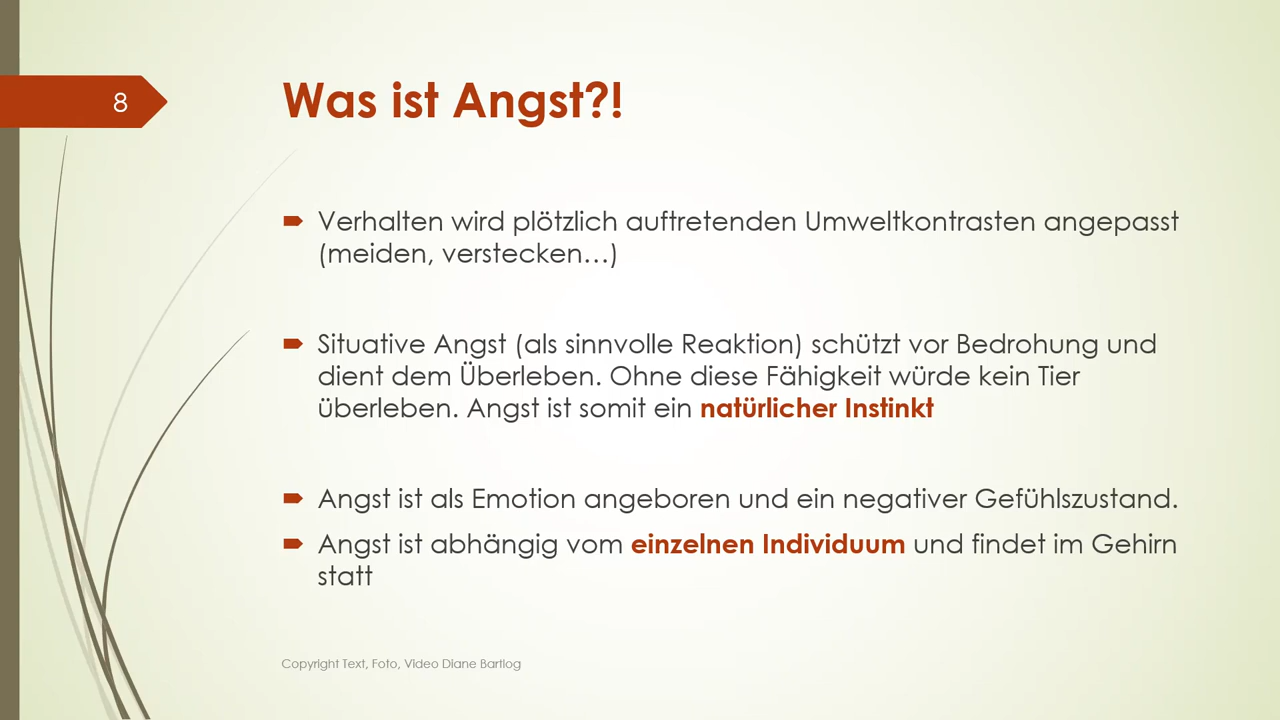 8
Was ist Angst?!
Verhalten wird plötzlich auftretenden Umweltkontrasten angepasst
(meiden, verstecken…)
Situative Angst (als sinnvolle Reaktion) schützt vor Bedrohung und
dient dem Überleben. Ohne diese Fähigkeit würde kein Tier
überleben. Angst ist somit ein natürlicher Instinkt
Angst ist als Emotion angeboren und ein negativer Gefühlszustand.
Angst ist abhängig vom einzelnen Individuum und findet im Gehirn
statt
Copyright Text, Foto, Video Diane Bartlog